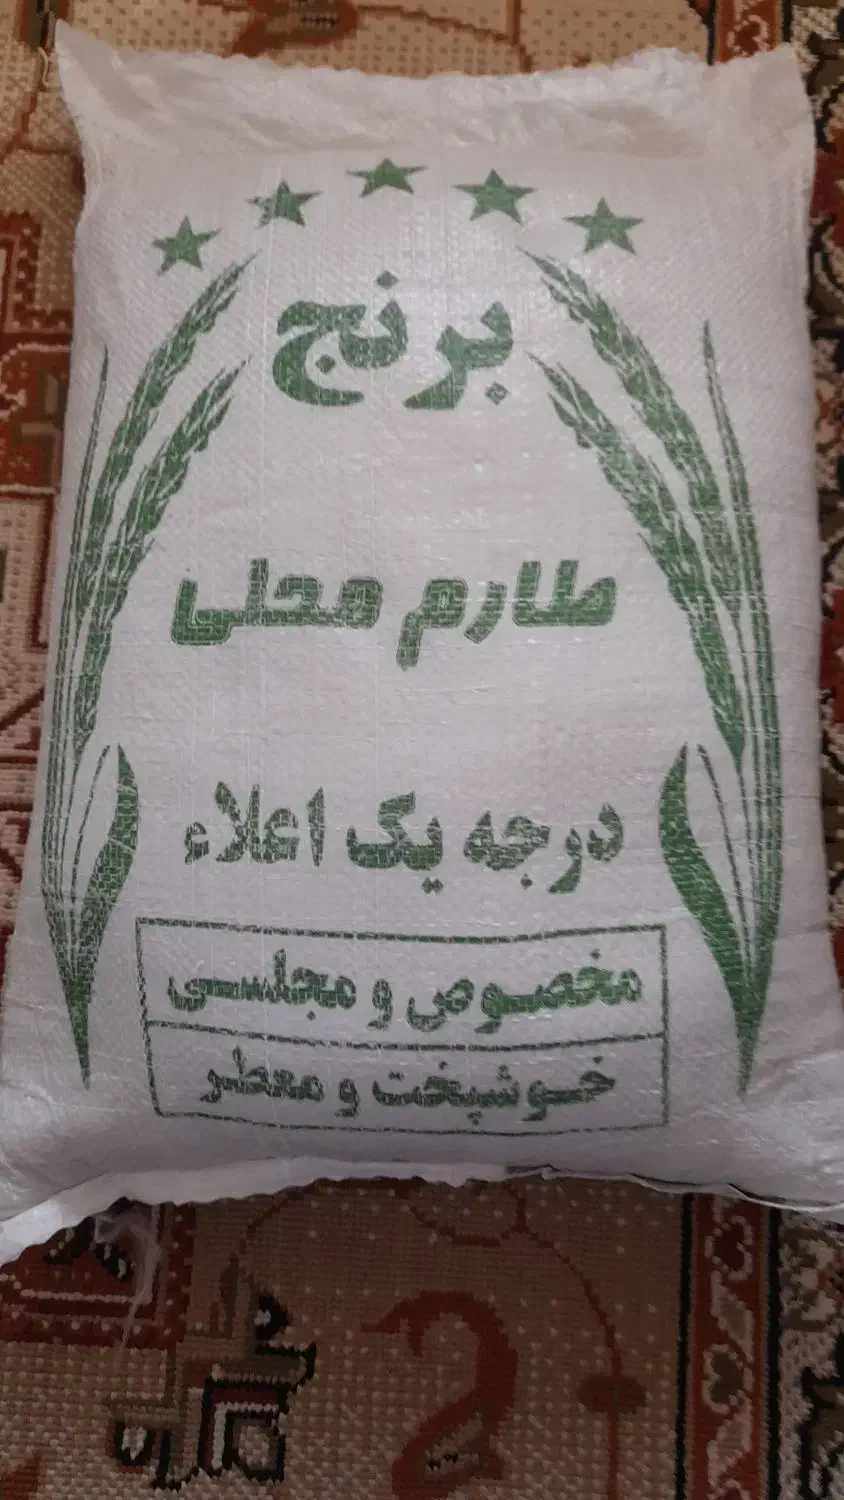 برنج
طارم محلی
درجه یک اعلاء
مخصوص و مجلسی
خوشپخت و معطر